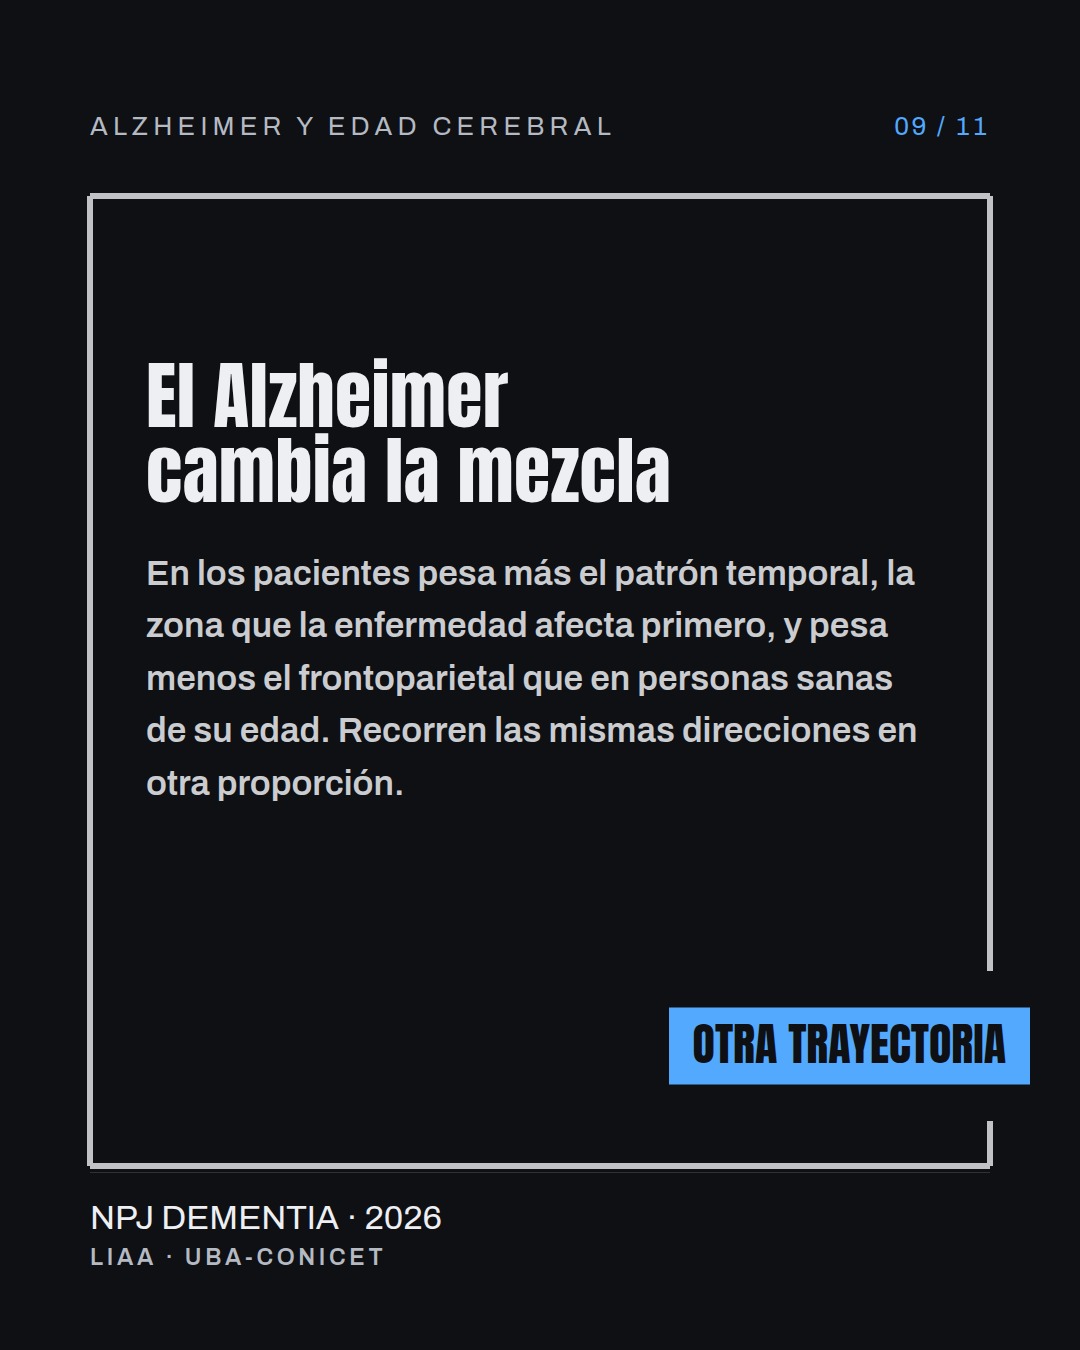 ALZHEIMER Y EDAD CEREBRAL
09 / 11
El Alzheimer
cambia la mezcla
En los pacientes pesa más el patrón temporal, la
zona que la enfermedad afecta primero, y pesa
menos el frontoparietal que en personas sanas
de su edad. Recorren las mismas direcciones en
otra proporción.
OTRA TRAYECTORIA
NPJ DEMENTIA · 2026
LIAA · UBA-CONICET